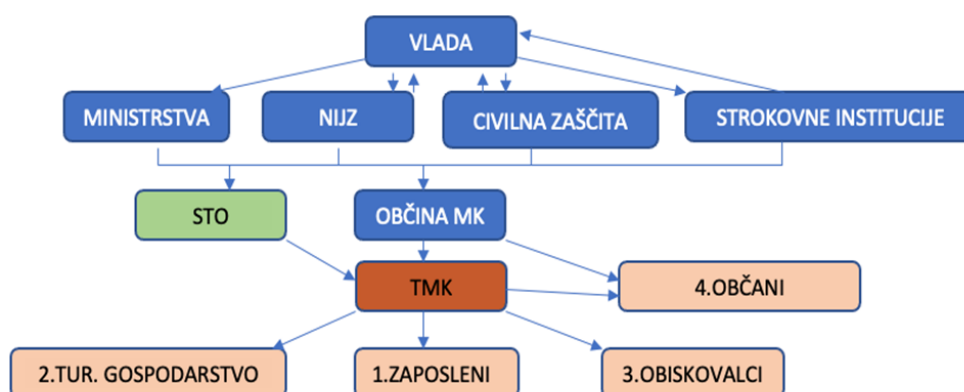 VLADA
MINISTRSTVA
NIJZ
CIVILNA ZAŠČITA
STROKOVNE INSTITUCIJE
STO
OBČINA MK
TMK
4.OBČANI
2.TUR. GOSPODARSTVO
1.ZAPOSLENI
3.OBISKOVALCI